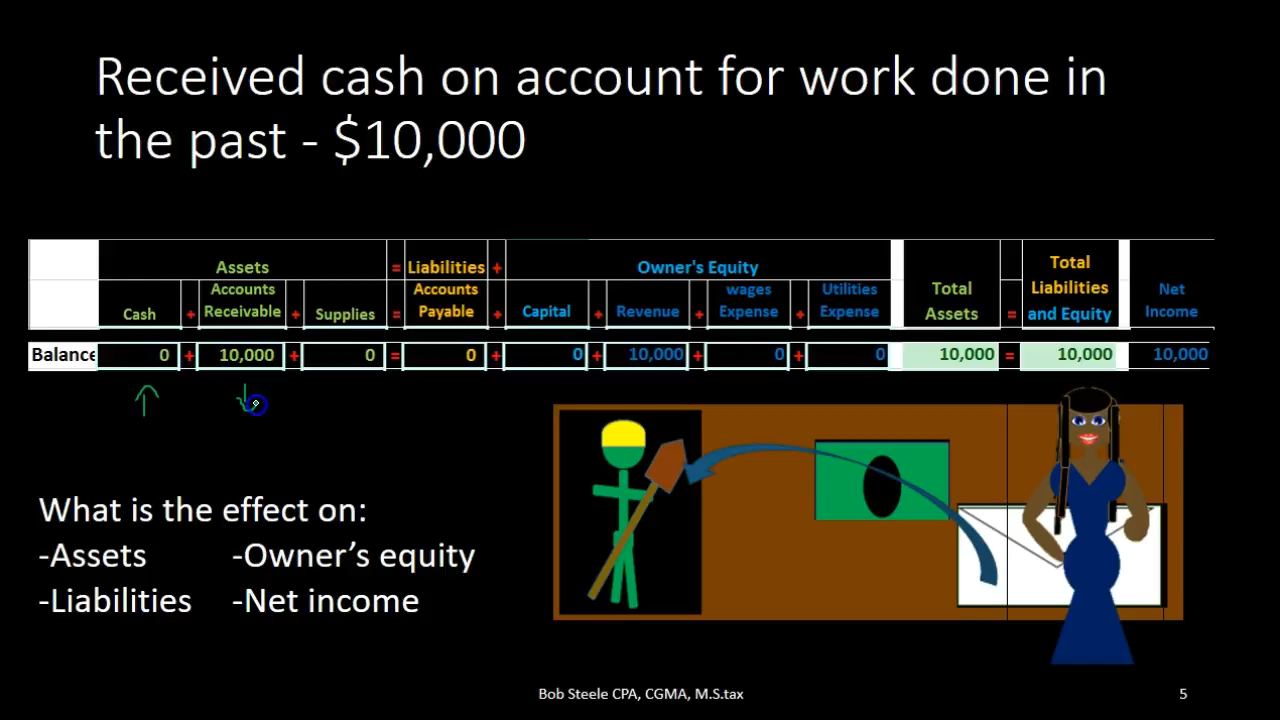 Received cash on account for work done in
the past - $10,000
Assets = Liabilities + Owner's Equity Total Assets = Total Liabilities and Equity Net Income
Cash + Accounts Receivable + Supplies = Accounts Payable + Capital + Revenue + wages Expense + Utilities Expense
Balance 0 + 10,000 + 0 = 0 + 0 + 10,000 + 0 + 0 10,000 = 10,000 10,000
What is the effect on:
-Assets -Owner’s equity
-Liabilities -Net income
Bob Steele CPA, CGMA, M.S.tax 5